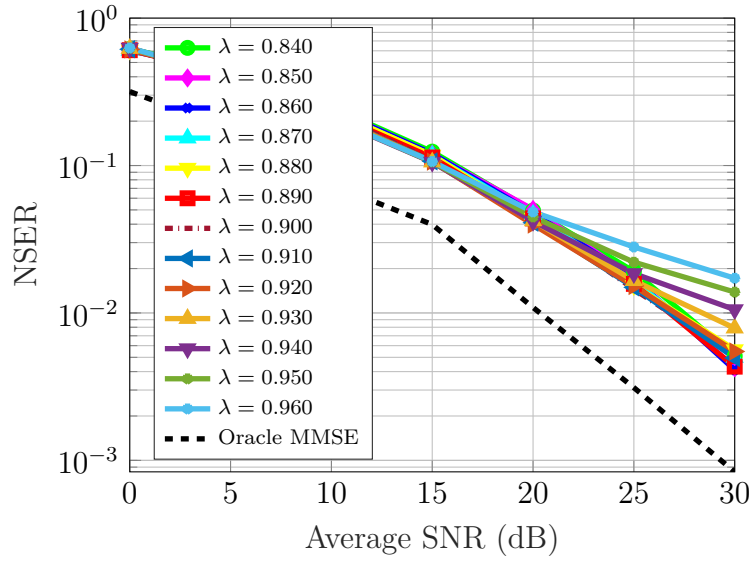 10⁰
10⁻¹
10⁻²
10⁻³
NSER
λ = 0.840
λ = 0.850
λ = 0.860
λ = 0.870
λ = 0.880
λ = 0.890
λ = 0.900
λ = 0.910
λ = 0.920
λ = 0.930
λ = 0.940
λ = 0.950
λ = 0.960
Oracle MMSE
0 5 10 15 20 25 30
Average SNR (dB)